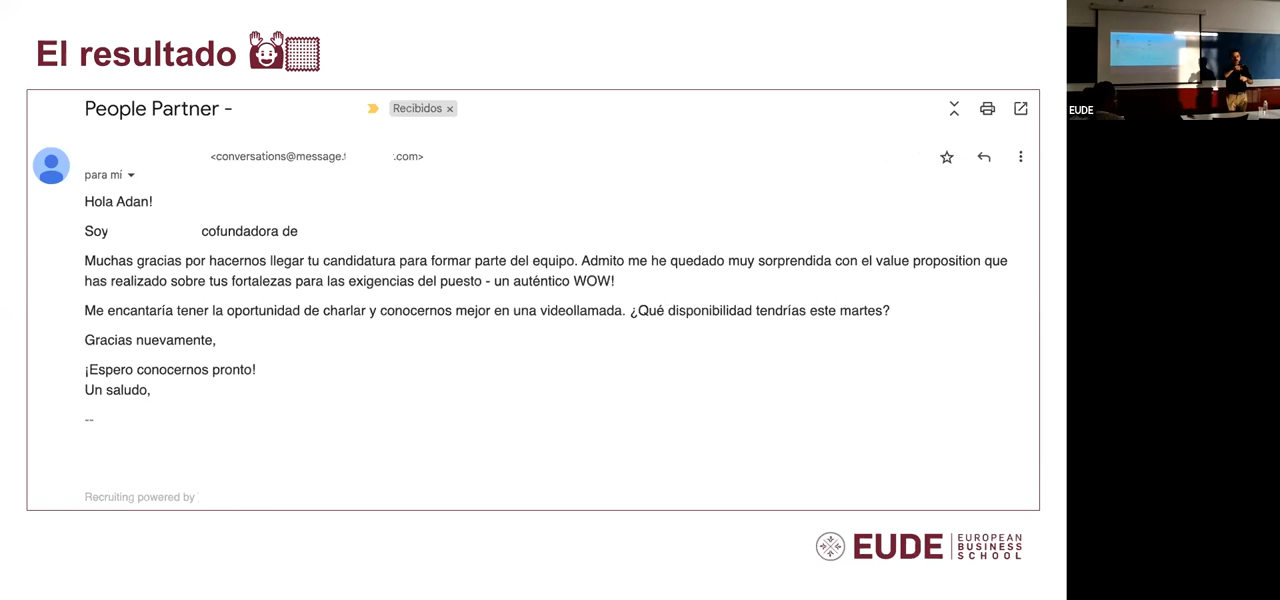 El resultado
People Partner -
Recibidos ×
<conversations@message. .com>
para mí
Hola Adan!
Soy cofundadora de
Muchas gracias por hacernos llegar tu candidatura para formar parte del equipo. Admito me he quedado muy sorprendida con el value proposition que
has realizado sobre tus fortalezas para las exigencias del puesto - un auténtico WOW!
Me encantaría tener la oportunidad de charlar y conocernos mejor en una videollamada. ¿Qué disponibilidad tendrías este martes?
Gracias nuevamente,
¡Espero conocernos pronto!
Un saludo,
--
Recruiting powered by
EUDE
EUROPEAN
BUSINESS
SCHOOL
EUDE